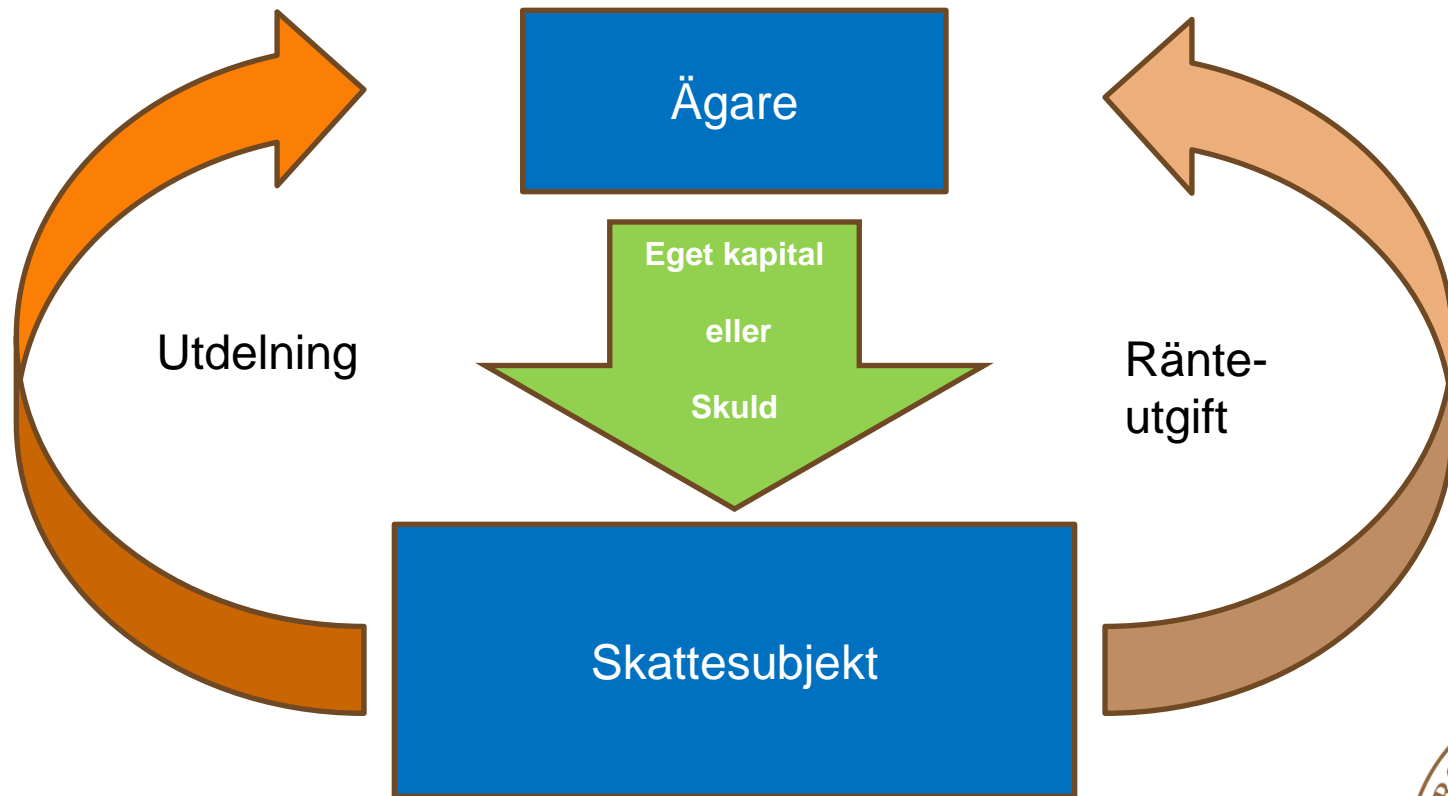 Ägare
Eget kapital
eller
Skuld
Utdelning
Ränte-
utgift
Skattesubjekt